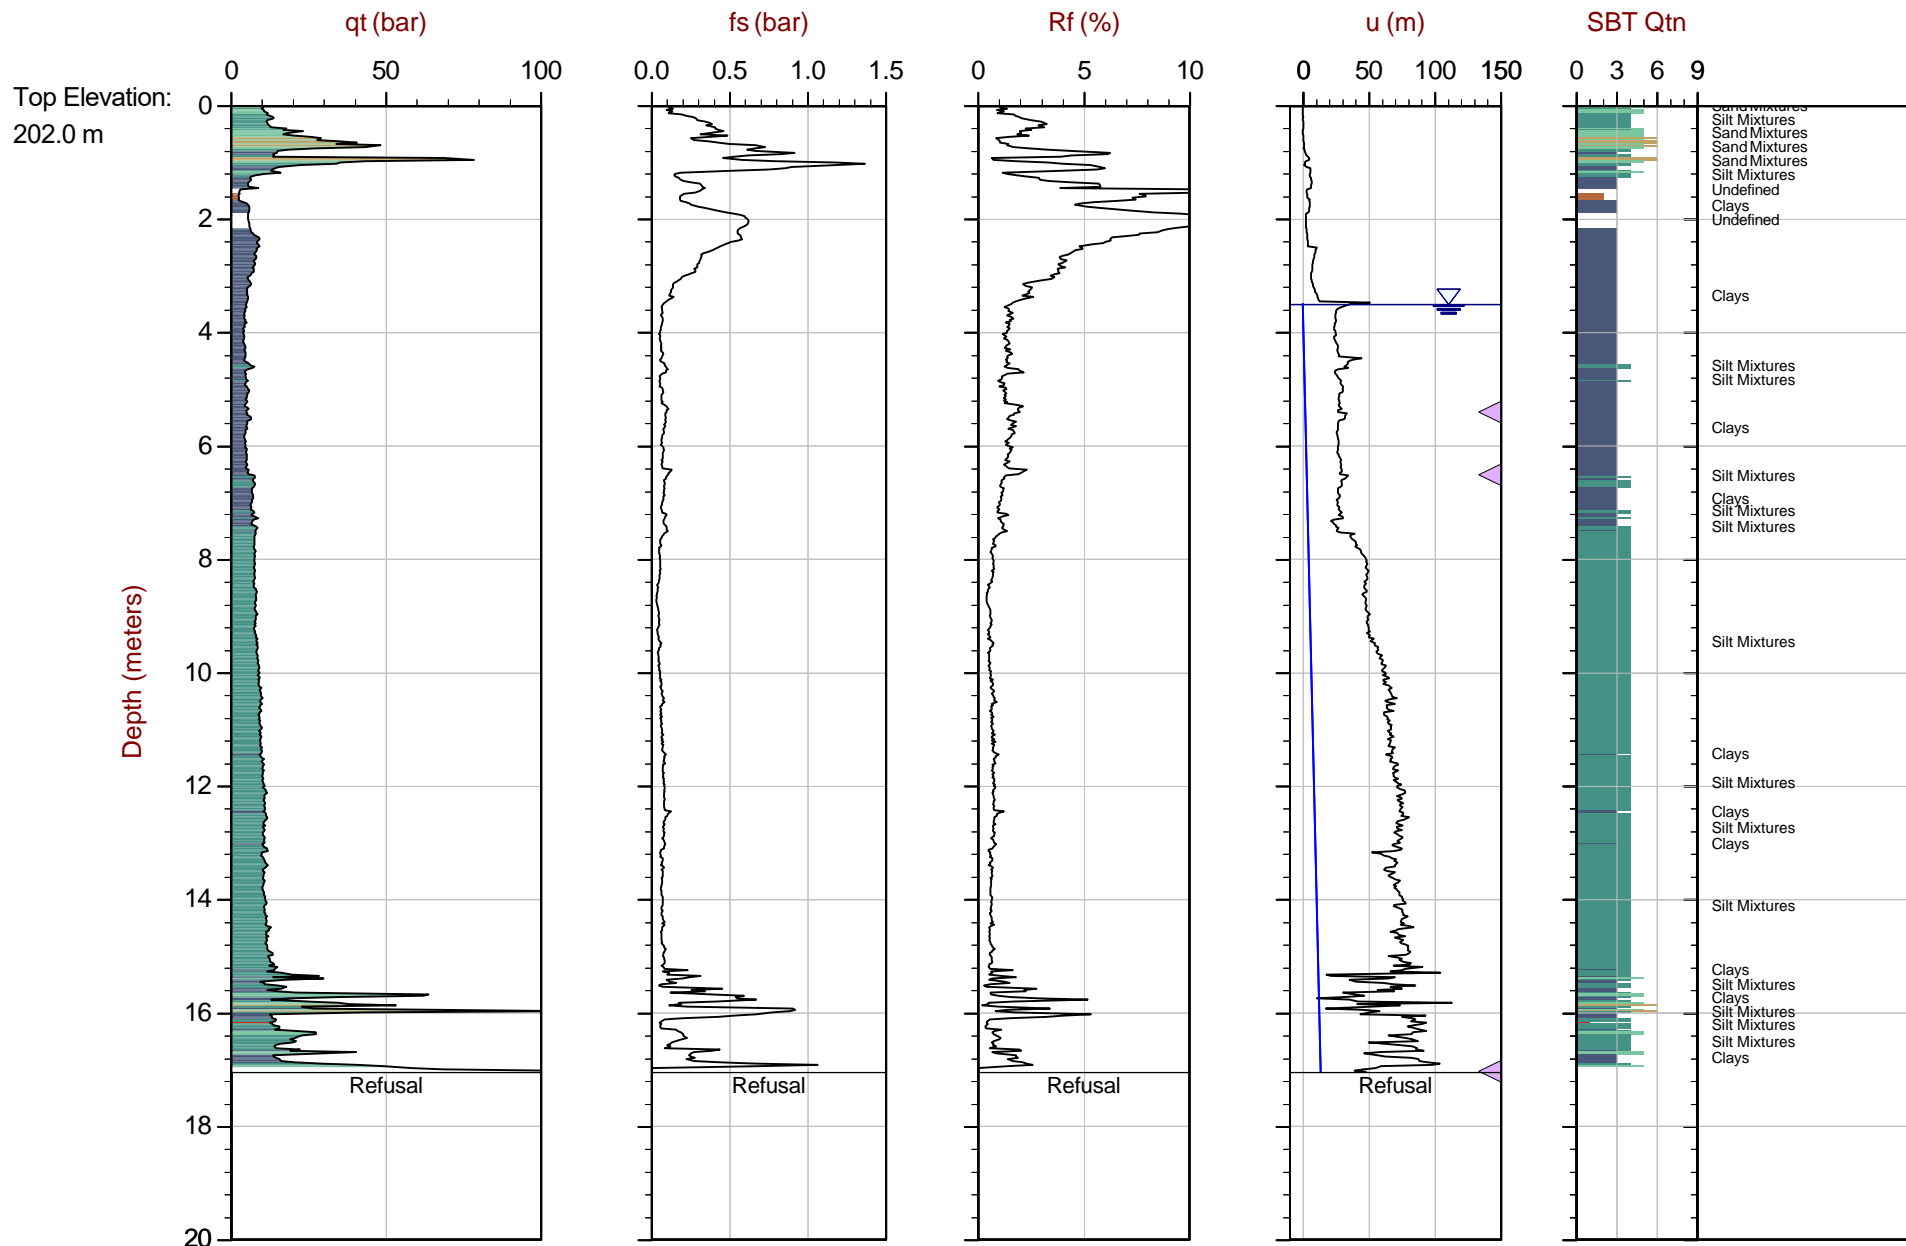 qt (bar) fs (bar) Rf (%) u (m) SBT Qtn
0 50 100 0.0 0.5 1.0 1.5 0 5 10 0 50 100 150 0 3 6 9
Top Elevation:
202.0 m
Depth (meters)
0
2
4
6
8
10
12
14
16
18
20
Sand Mixtures
Silt Mixtures
Sand Mixtures
Sand Mixtures
Sand Mixtures
Silt Mixtures
Undefined
Clays
Undefined
Clays
Silt Mixtures
Silt Mixtures
Clays
Silt Mixtures
Clays
Silt Mixtures
Silt Mixtures
Silt Mixtures
Clays
Silt Mixtures
Clays
Silt Mixtures
Clays
Silt Mixtures
Clays
Silt Mixtures
Clays
Silt Mixtures
Silt Mixtures
Silt Mixtures
Clays
Refusal Refusal Refusal Refusal